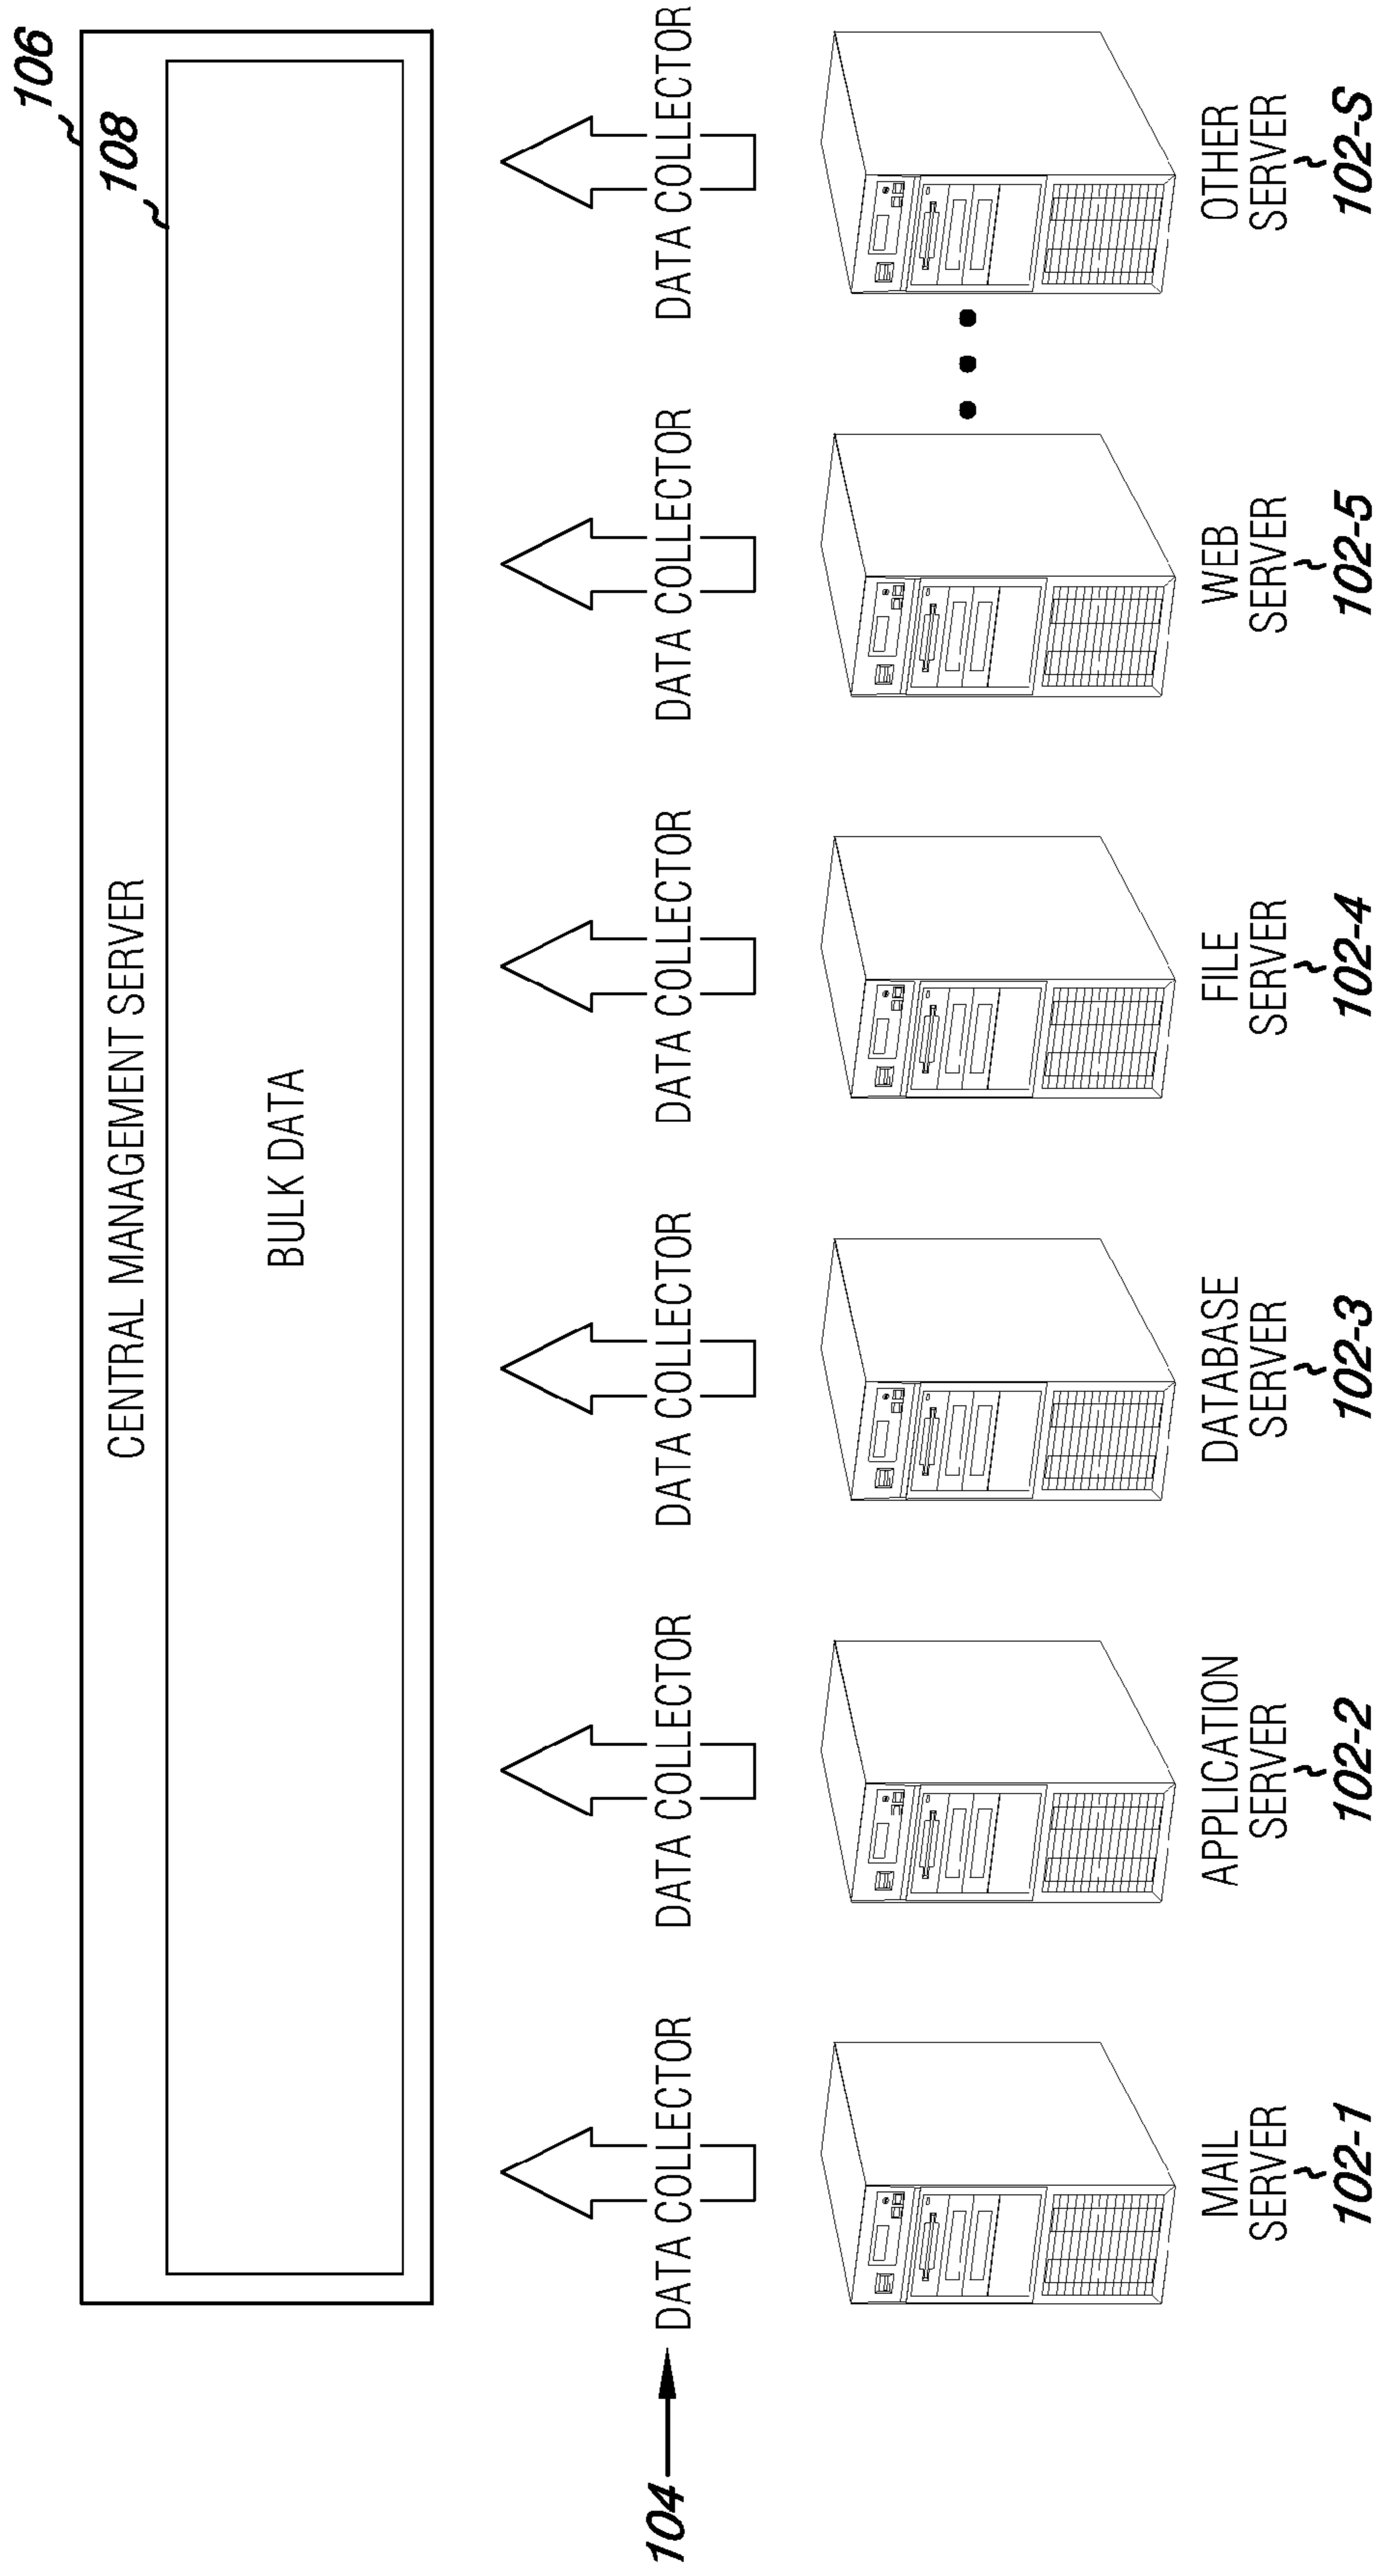 106
108
CENTRAL MANAGEMENT SERVER
BULK DATA
104
DATA COLLECTOR
DATA COLLECTOR
DATA COLLECTOR
DATA COLLECTOR
DATA COLLECTOR
DATA COLLECTOR
MAIL
SERVER
102-1
APPLICATION
SERVER
102-2
DATABASE
SERVER
102-3
FILE
SERVER
102-4
WEB
SERVER
102-5
OTHER
SERVER
102-S